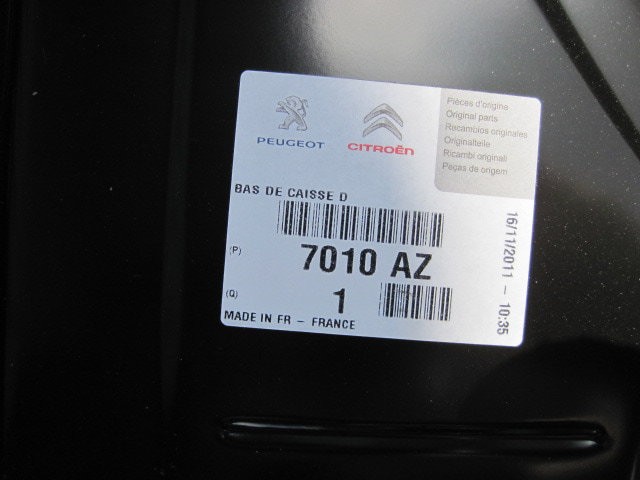 PEUGEOT
CITROËN
Pièces d'origine
Original parts
Recambios originales
Originalteile
Ricambi originali
Peças de origem
BAS DE CAISSE D
(P) 7010 AZ
(Q) 1
MADE IN FR – FRANCE
16/11/2011 – 10:35